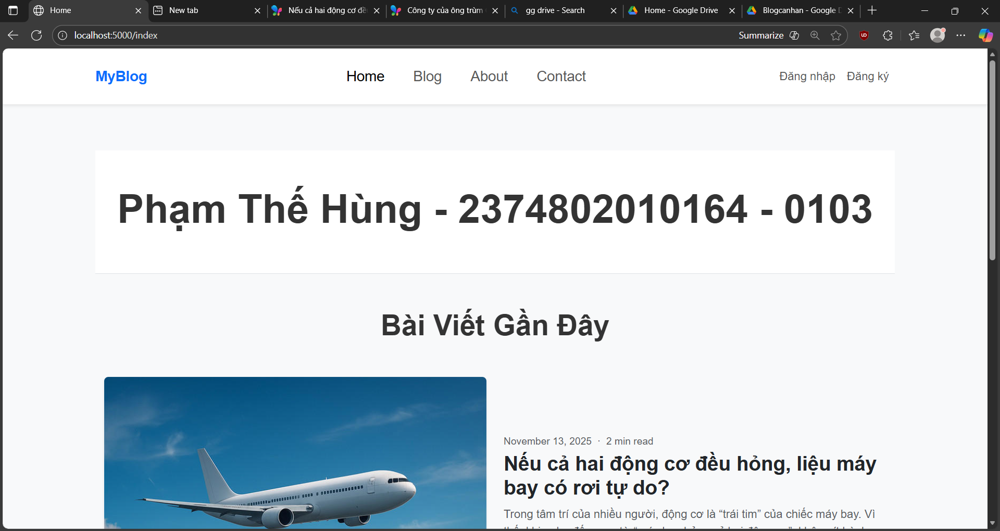 Home
New tab
Nếu cả hai động cơ đề
Công ty của ông trùm
gg drive - Search
Home - Google Drive
Blogcanhan - Google
localhost:5000/index
Summarize
MyBlog
Home
Blog
About
Contact
Đăng nhập
Đăng ký
Phạm Thế Hùng - 2374802010164 - 0103
Bài Viết Gần Đây
November 13, 2025 · 2 min read
Nếu cả hai động cơ đều hỏng, liệu máy
bay có rơi tự do?
Trong tâm trí của nhiều người, động cơ là “trái tim” của chiếc máy bay. Vì